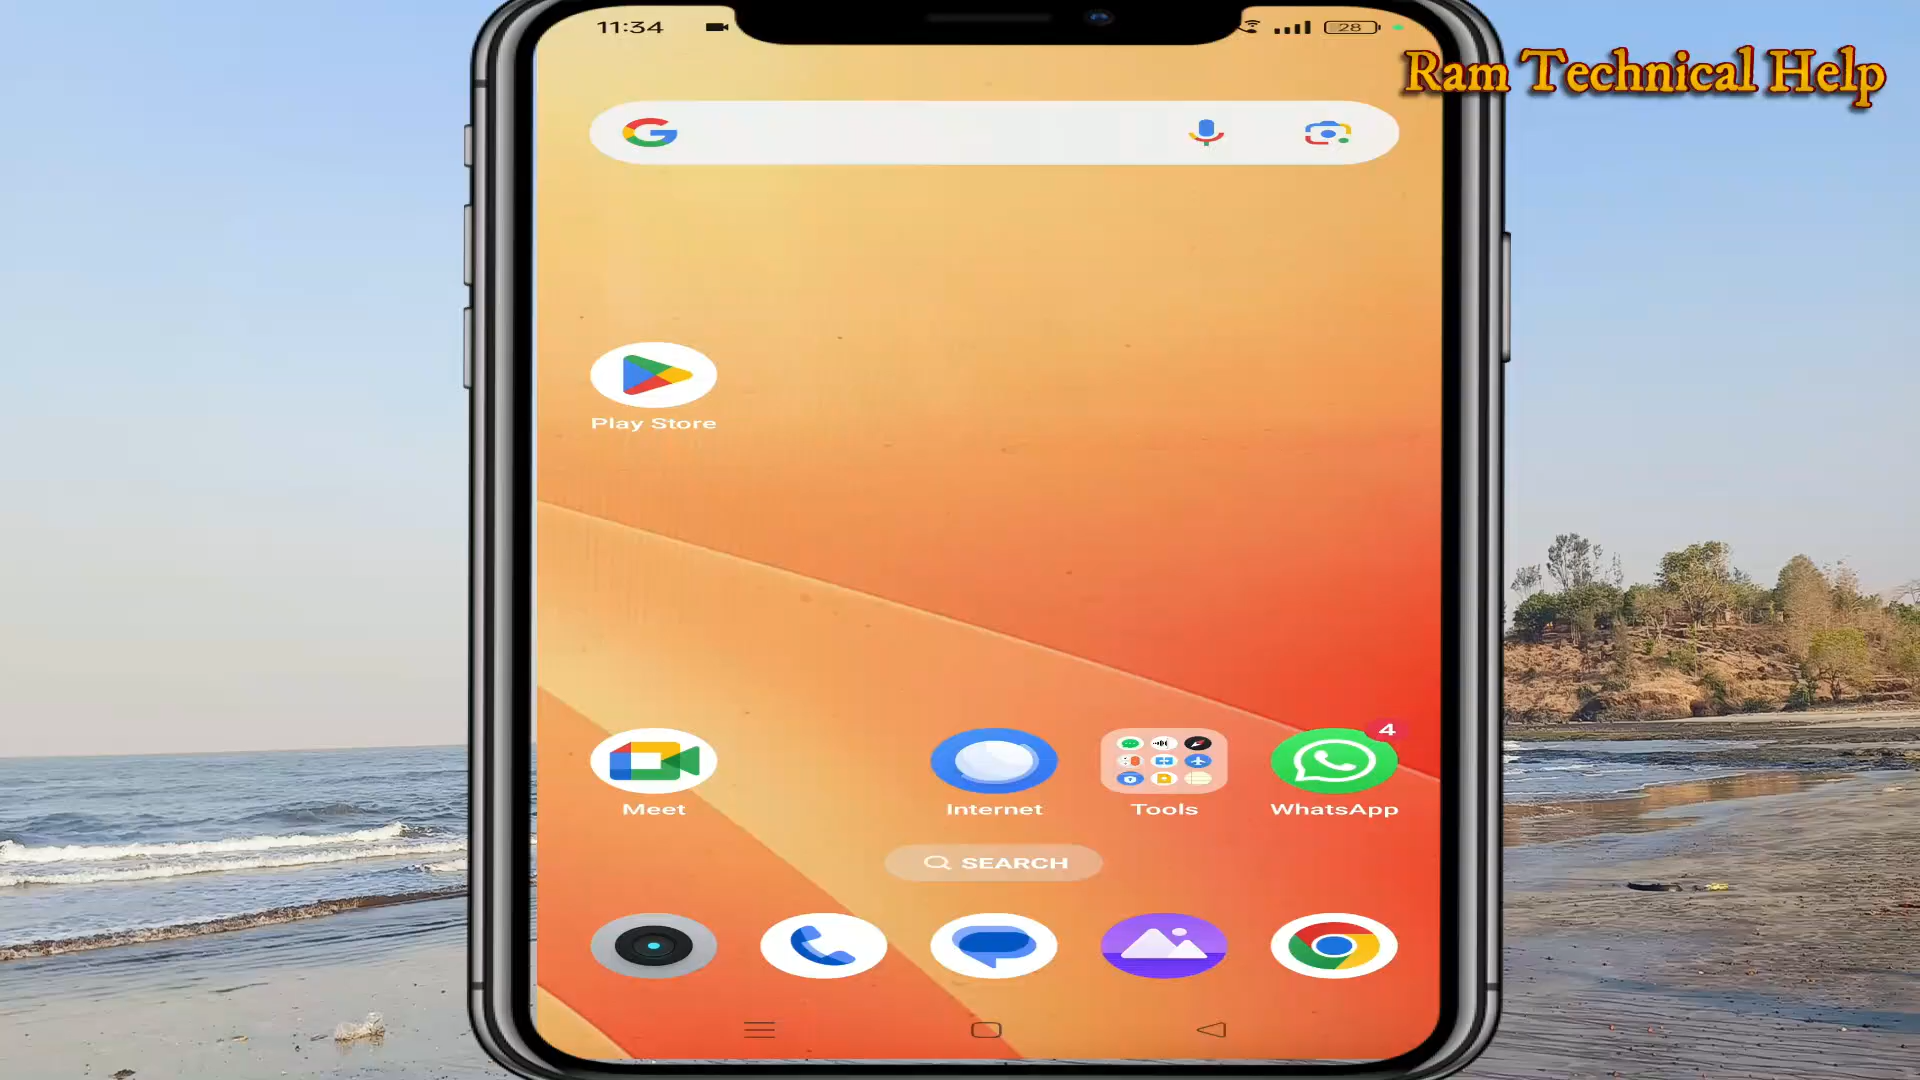 11:34
28
Ram Technical Help
Play Store
4
Meet
Internet
Tools
WhatsApp
SEARCH